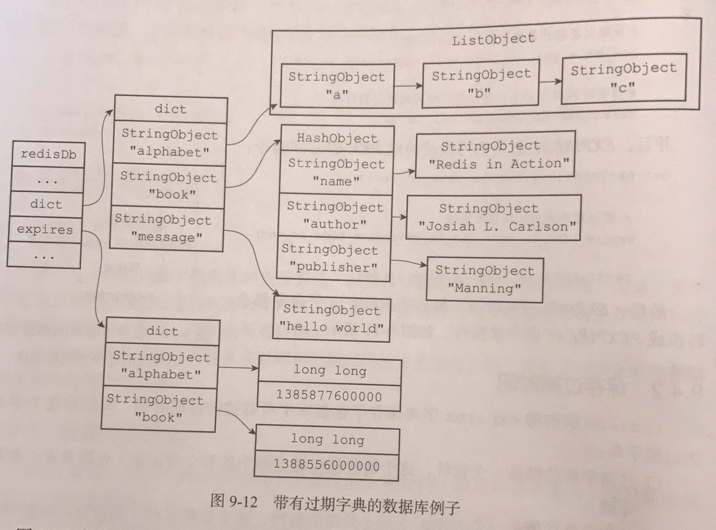 ListObject
StringObject
"a"
StringObject
"b"
StringObject
"c"
redisDb
...
dict
expires
...
dict
StringObject
"alphabet"
StringObject
"book"
StringObject
"message"
HashObject
StringObject
"name"
StringObject
"author"
StringObject
"publisher"
StringObject
"Redis in Action"
StringObject
"Josiah L. Carlson"
StringObject
"Manning"
StringObject
"hello world"
dict
StringObject
"alphabet"
StringObject
"book"
long long
1385877600000
long long
1388556000000
图 9-12 带有过期字典的数据库例子